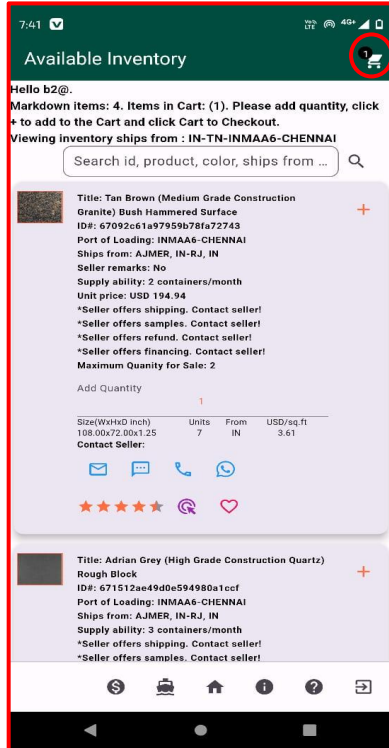 7:41
Vo)) LTE 4G+
Available Inventory
1
Hello b2@.
Markdown items: 4. Items in Cart: (1). Please add quantity, click
+ to add to the Cart and click Cart to Checkout.
Viewing inventory ships from : IN-TN-INMAA6-CHENNAI
Search id, product, color, ships from ...
Title: Tan Brown (Medium Grade Construction
Granite) Bush Hammered Surface
+
ID#: 67092c61a97959b78fa72743
Port of Loading: INMAA6-CHENNAI
Ships from: AJMER, IN-RJ, IN
Seller remarks: No
Supply ability: 2 containers/month
Unit price: USD 194.94
*Seller offers shipping. Contact seller!
*Seller offers samples. Contact seller!
*Seller offers refund. Contact seller!
*Seller offers financing. Contact seller!
Maximum Quanity for Sale: 2
Add Quantity
1
Size(WxHxD Inch) Units From USD/sq.ft
108.00x72.00x1.25 7 IN 3.61
Contact Seller:
Title: Adrian Grey (High Grade Construction Quartz)
Rough Block
+
ID#: 671512ae49d0e594980a1ccf
Port of Loading: INMAA6-CHENNAI
Ships from: AJMER, IN-RJ, IN
Supply ability: 3 containers/month
*Seller offers shipping. Contact seller!
*Seller offers samples. Contact seller!